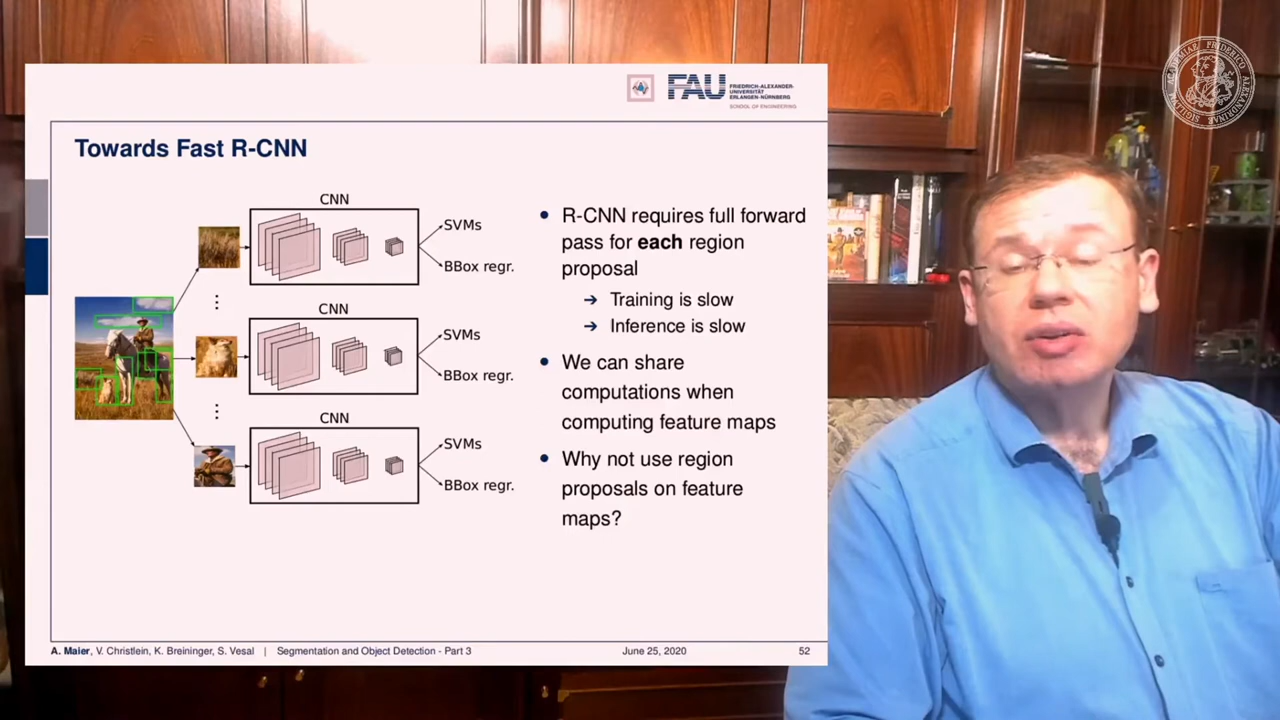 FAU
FRIEDRICH-ALEXANDER-
UNIVERSITÄT
ERLANGEN-NÜRNBERG
SCHOOL OF ENGINEERING
Towards Fast R-CNN
CNN
SVMs
BBox regr.
CNN
SVMs
BBox regr.
CNN
SVMs
BBox regr.
• R-CNN requires full forward
pass for each region
proposal
→ Training is slow
→ Inference is slow
• We can share
computations when
computing feature maps
• Why not use region
proposals on feature
maps?
A. Maier, V. Christlein, K. Breininger, S. Vesal | Segmentation and Object Detection - Part 3 June 25, 2020 52